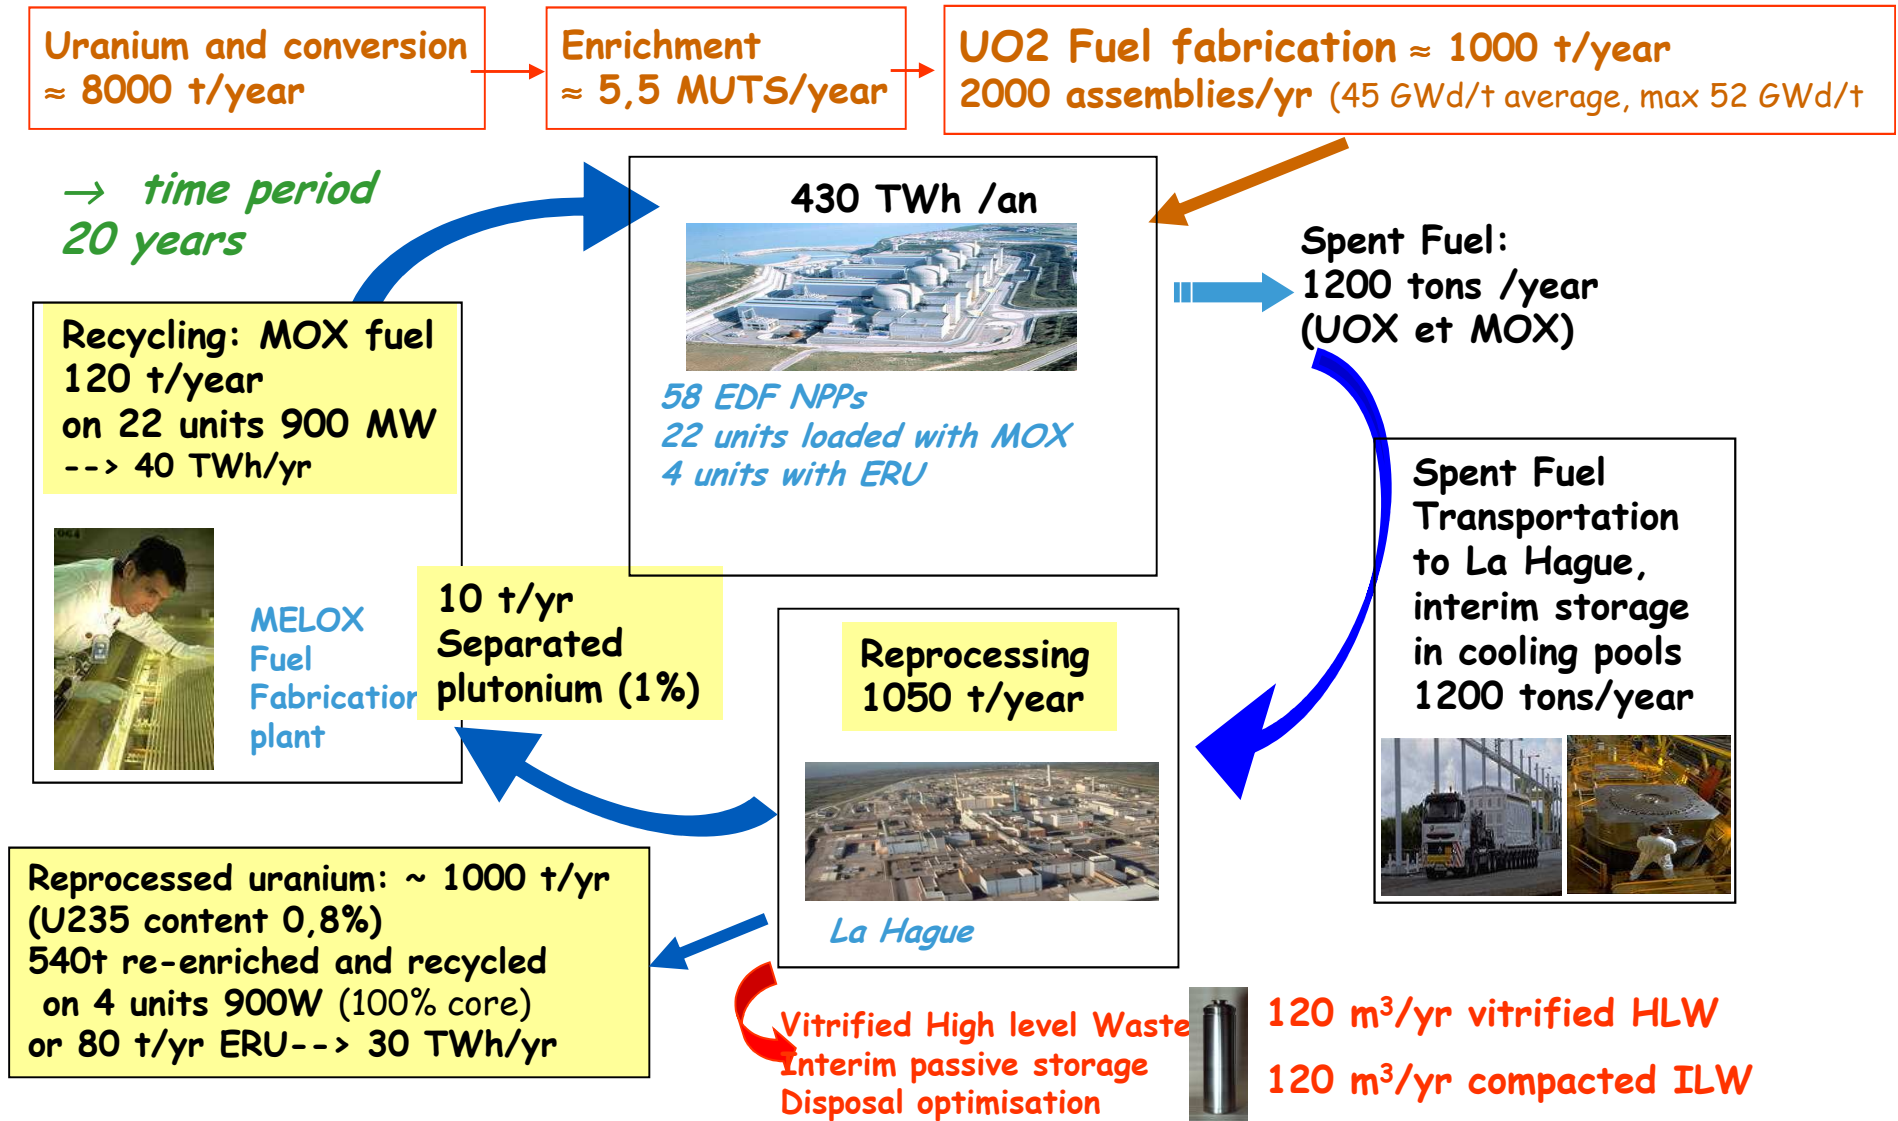 Uranium and conversion
≈ 8000 t/year
Enrichment
≈ 5,5 MUTS/year
UO2 Fuel fabrication ≈ 1000 t/year
2000 assemblies/yr (45 GWd/t average, max 52 GWd/t
→ time period
20 years
430 TWh /an
58 EDF NPPs
22 units loaded with MOX
4 units with ERU
Spent Fuel:
1200 tons /year
(UOX et MOX)
Recycling: MOX fuel
120 t/year
on 22 units 900 MW
--> 40 TWh/yr
MELOX
Fuel
Fabrication
plant
10 t/yr
Separated
plutonium (1%)
Reprocessing
1050 t/year
La Hague
Spent Fuel
Transportation
to La Hague,
interim storage
in cooling pools
1200 tons/year
Reprocessed uranium: ~ 1000 t/yr
(U235 content 0,8%)
540t re-enriched and recycled
on 4 units 900W (100% core)
or 80 t/yr ERU--> 30 TWh/yr
Vitrified High level Waste
Interim passive storage
Disposal optimisation
120 m³/yr vitrified HLW
120 m³/yr compacted ILW